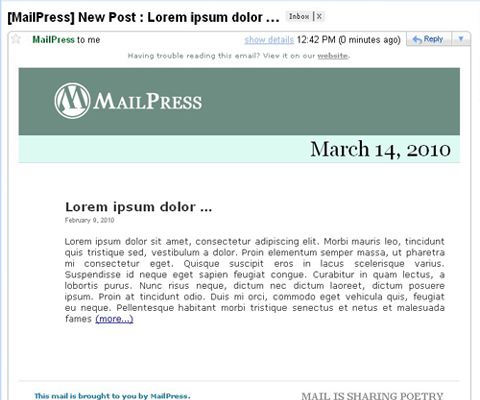 [MailPress] New Post : Lorem ipsum dolor ... Inbox | X
MailPress to me show details 12:42 PM (0 minutes ago) Reply
Having trouble reading this email? View it on our website.
MAILPRESS
March 14, 2010
Lorem ipsum dolor ...
February 9, 2010
Lorem ipsum dolor sit amet, consectetur adipiscing elit. Morbi mauris leo, tincidunt
quis tristique sed, vestibulum a dolor. Proin elementum semper massa, ut pharetra
mi consectetur eget. Quisque suscipit eros in lacus scelerisque varius.
Suspendisse id neque eget sapien feugiat congue. Curabitur in quam lectus, a
lobortis purus. Nunc risus neque, dictum nec dictum laoreet, dictum posuere
ipsum. Proin at tincidunt odio. Duis mi orci, commodo eget vehicula quis, feugiat
eu neque. Pellentesque habitant morbi tristique senectus et netus et malesuada
fames (more...)
This mail is brought to you by MailPress.
MAIL IS SHARING POETRY